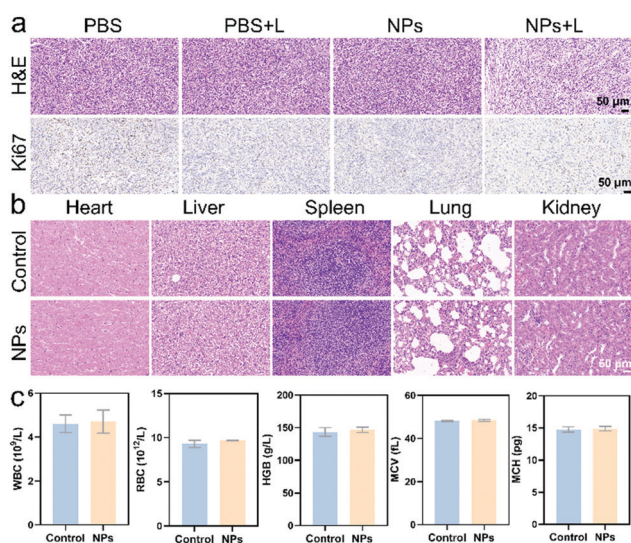 a
PBS PBS+L NPs NPs+L
H&E
50 μm
Ki67
50 μm
b
Heart Liver Spleen Lung Kidney
Control
NPs
50 μm
c
WBC (10⁹/L)
6
4
2
0
Control NPs
RBC (10¹²/L)
15
10
5
0
Control NPs
HGB (g/L)
200
150
100
50
0
Control NPs
MCV (fL)
60
40
20
0
Control NPs
MCH (pg)
20
15
10
5
0
Control NPs